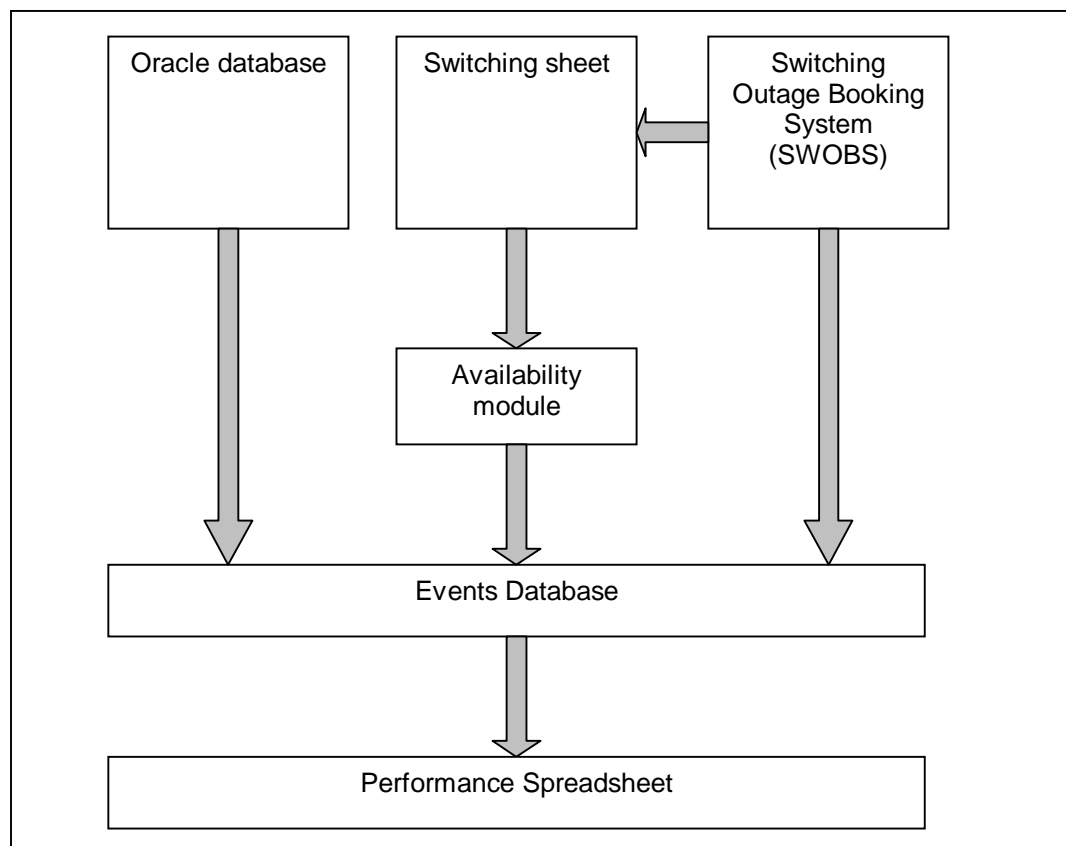 Oracle database
Switching sheet
Switching
Outage Booking
System
(SWOBS)
Availability
module
Events Database
Performance Spreadsheet